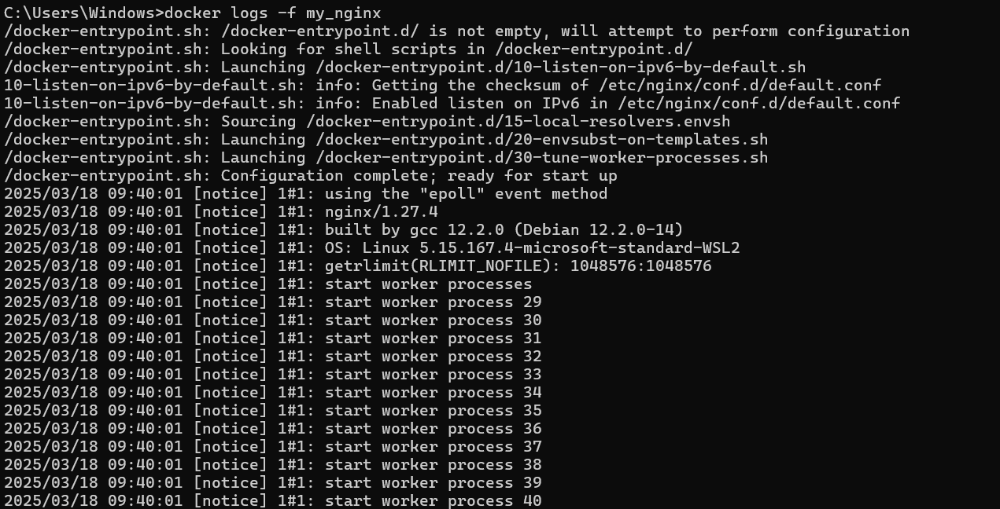 C:\Users\Windows>docker logs -f my_nginx
/docker-entrypoint.sh: /docker-entrypoint.d/ is not empty, will attempt to perform configuration
/docker-entrypoint.sh: Looking for shell scripts in /docker-entrypoint.d/
/docker-entrypoint.sh: Launching /docker-entrypoint.d/10-listen-on-ipv6-by-default.sh
10-listen-on-ipv6-by-default.sh: info: Getting the checksum of /etc/nginx/conf.d/default.conf
10-listen-on-ipv6-by-default.sh: info: Enabled listen on IPv6 in /etc/nginx/conf.d/default.conf
/docker-entrypoint.sh: Sourcing /docker-entrypoint.d/15-local-resolvers.envsh
/docker-entrypoint.sh: Launching /docker-entrypoint.d/20-envsubst-on-templates.sh
/docker-entrypoint.sh: Launching /docker-entrypoint.d/30-tune-worker-processes.sh
/docker-entrypoint.sh: Configuration complete; ready for start up
2025/03/18 09:40:01 [notice] 1#1: using the "epoll" event method
2025/03/18 09:40:01 [notice] 1#1: nginx/1.27.4
2025/03/18 09:40:01 [notice] 1#1: built by gcc 12.2.0 (Debian 12.2.0-14)
2025/03/18 09:40:01 [notice] 1#1: OS: Linux 5.15.167.4-microsoft-standard-WSL2
2025/03/18 09:40:01 [notice] 1#1: getrlimit(RLIMIT_NOFILE): 1048576:1048576
2025/03/18 09:40:01 [notice] 1#1: start worker processes
2025/03/18 09:40:01 [notice] 1#1: start worker process 29
2025/03/18 09:40:01 [notice] 1#1: start worker process 30
2025/03/18 09:40:01 [notice] 1#1: start worker process 31
2025/03/18 09:40:01 [notice] 1#1: start worker process 32
2025/03/18 09:40:01 [notice] 1#1: start worker process 33
2025/03/18 09:40:01 [notice] 1#1: start worker process 34
2025/03/18 09:40:01 [notice] 1#1: start worker process 35
2025/03/18 09:40:01 [notice] 1#1: start worker process 36
2025/03/18 09:40:01 [notice] 1#1: start worker process 37
2025/03/18 09:40:01 [notice] 1#1: start worker process 38
2025/03/18 09:40:01 [notice] 1#1: start worker process 39
2025/03/18 09:40:01 [notice] 1#1: start worker process 40